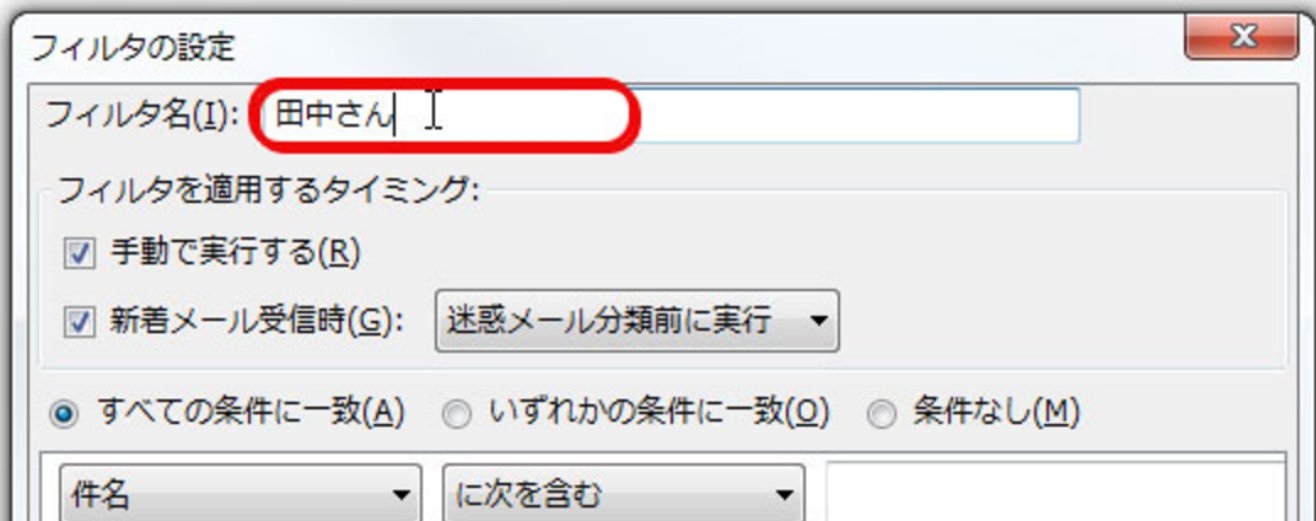 フィルタの設定
フィルタ名(I): 田中さん
フィルタを適用するタイミング:
手動で実行する(R)
新着メール受信時(G): 迷惑メール分類前に実行
すべての条件に一致(A) いずれかの条件に一致(O) 条件なし(M)
件名 に次を含む